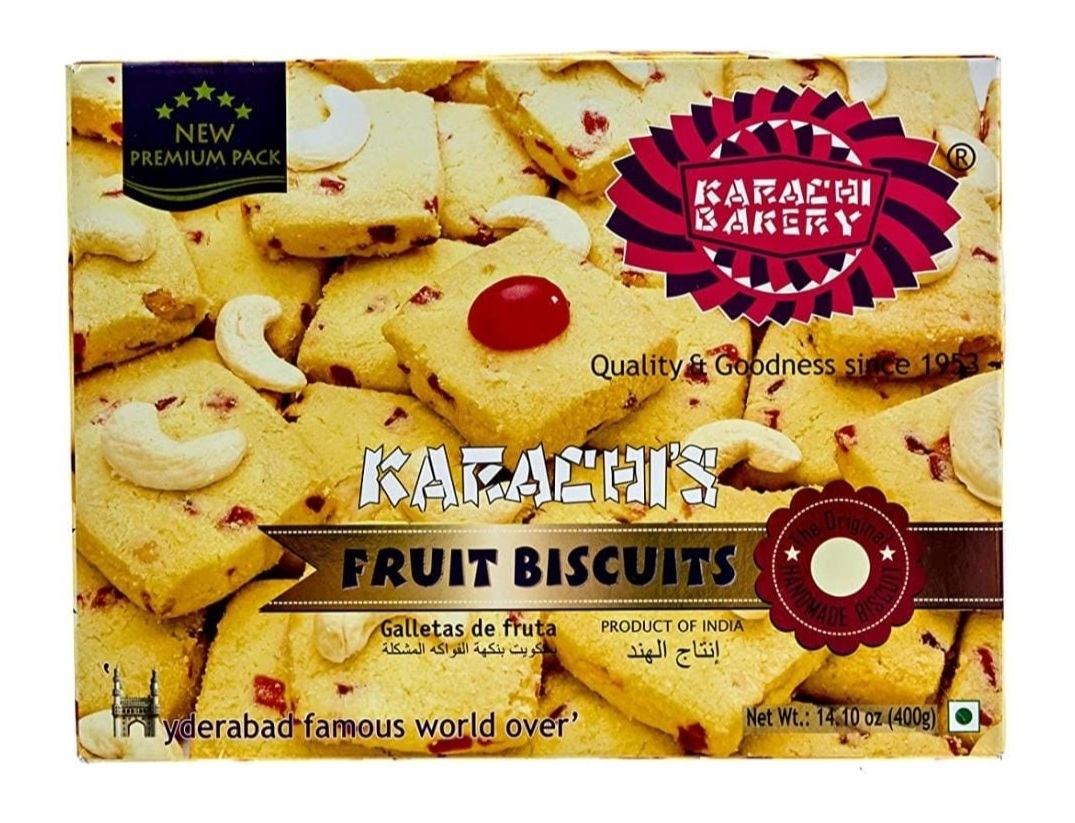 NEW
PREMIUM PACK
KARACHI
BAKERY
®
Quality & Goodness since 1953
KARACHI'S
FRUIT BISCUITS
The Original
HANDMADE BISCUIT
Galletas de fruta
PRODUCT OF INDIA
بسكويت بنكهة الفواكه المشكلة
إنتاج الهند
'Hyderabad famous world over'
Net Wt.: 14.10 oz (400g)